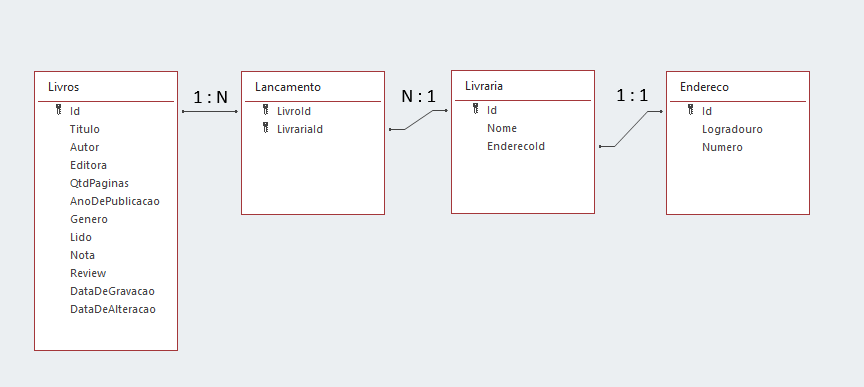 Livros
Id
Titulo
Autor
Editora
QtdPaginas
AnoDePublicacao
Genero
Lido
Nota
Review
DataDeGravacao
DataDeAlteracao
1 : N
Lancamento
LivroId
LivrariaId
N : 1
Livraria
Id
Nome
EnderecoId
1 : 1
Endereco
Id
Logradouro
Numero